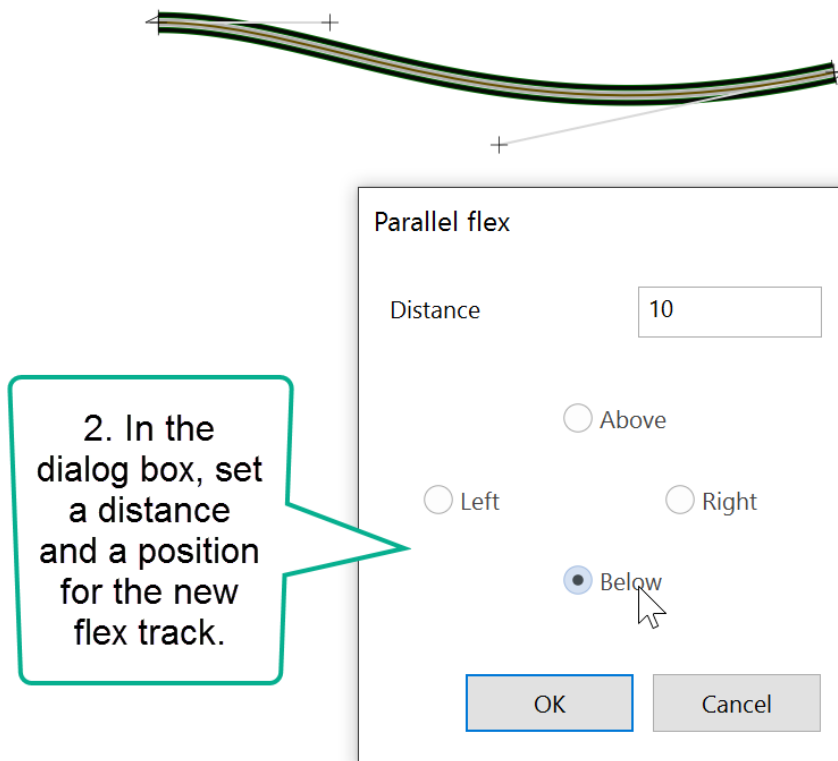 Parallel flex
Distance
10
Above
Left
Right
Below
OK
Cancel
2. In the
dialog box, set
a distance
and a position
for the new
flex track.